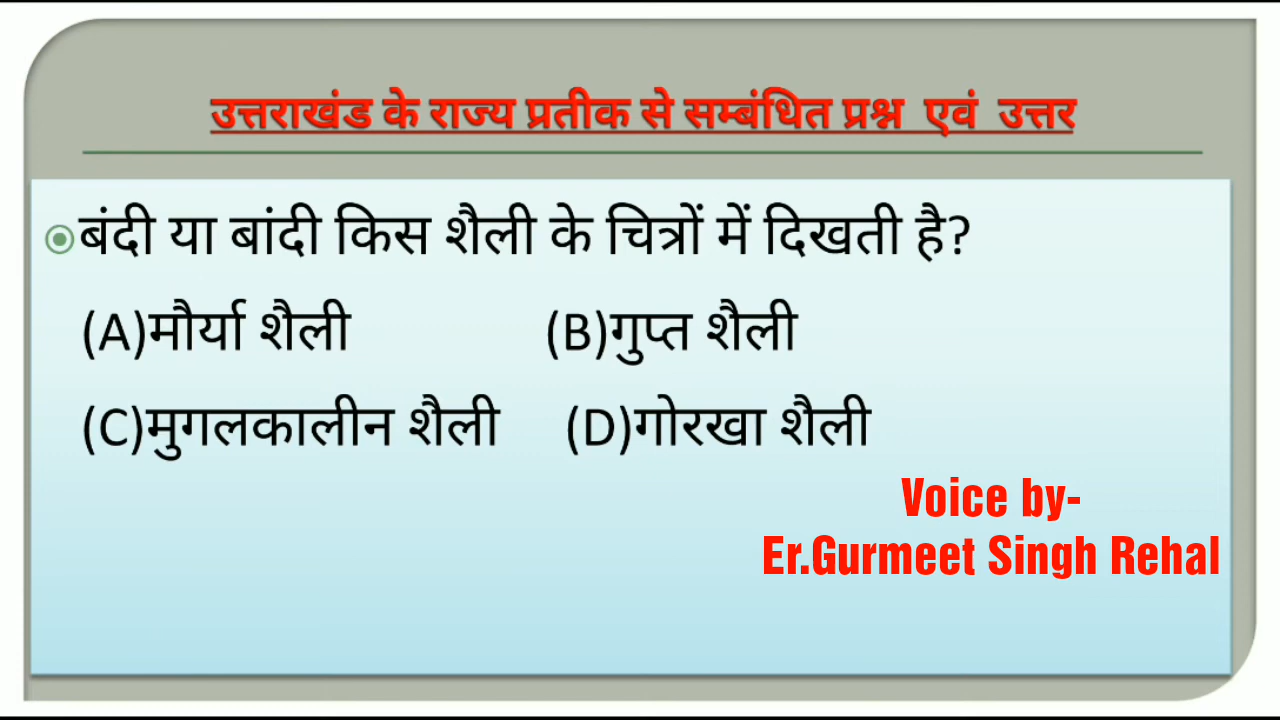 उत्तराखंड के राज्य प्रतीक से सम्बंधित प्रश्न एवं उत्तर
बंदी या बांदी किस शैली के चित्रों में दिखती है?
(A)मौर्या शैली (B)गुप्त शैली
(C)मुगलकालीन शैली (D)गोरखा शैली
Voice by-
Er.Gurmeet Singh Rehal